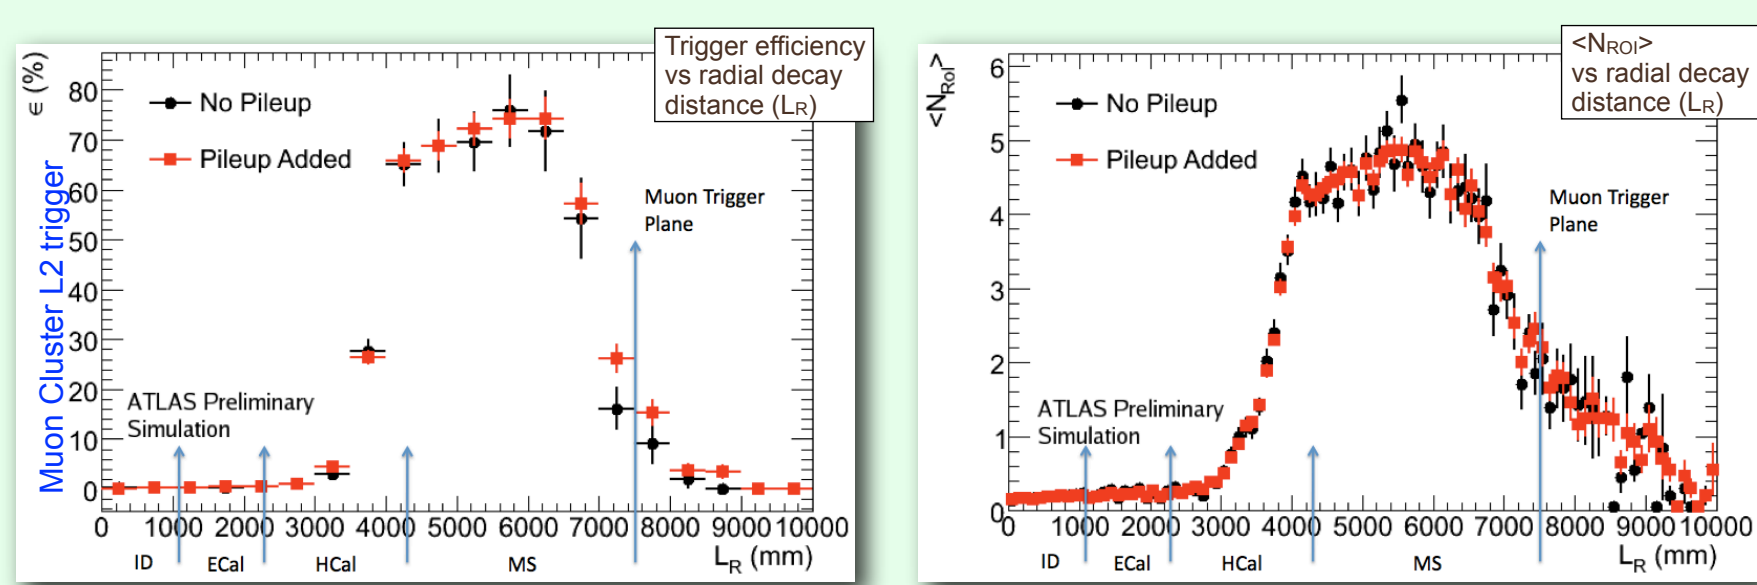 Trigger efficiency
vs radial decay
distance (LR)
ϵ (%)
Muon Cluster L2 trigger
80
70
60
50
40
30
20
10
0
No Pileup
Pileup Added
Muon Trigger
Plane
ATLAS Preliminary
Simulation
0 1000 2000 3000 4000 5000 6000 7000 8000 9000 10000
LR (mm)
ID ECal HCal MS
<NROI>
vs radial decay
distance (LR)
<NRoI>
6
5
4
3
2
1
0
No Pileup
Pileup Added
Muon Trigger
Plane
ATLAS Preliminary
Simulation
0 1000 2000 3000 4000 5000 6000 7000 8000 9000 10000
LR (mm)
ID ECal HCal MS